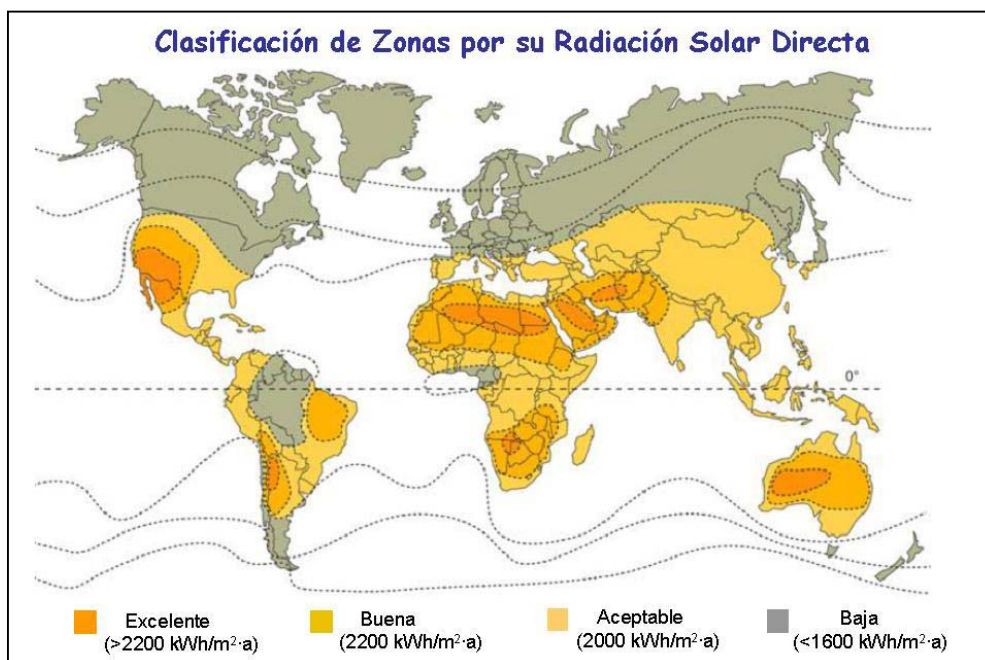 Clasificación de Zonas por su Radiación Solar Directa
0°
Excelente
(>2200 kWh/m²·a)
Buena
(2200 kWh/m²·a)
Aceptable
(2000 kWh/m²·a)
Baja
(<1600 kWh/m²·a)